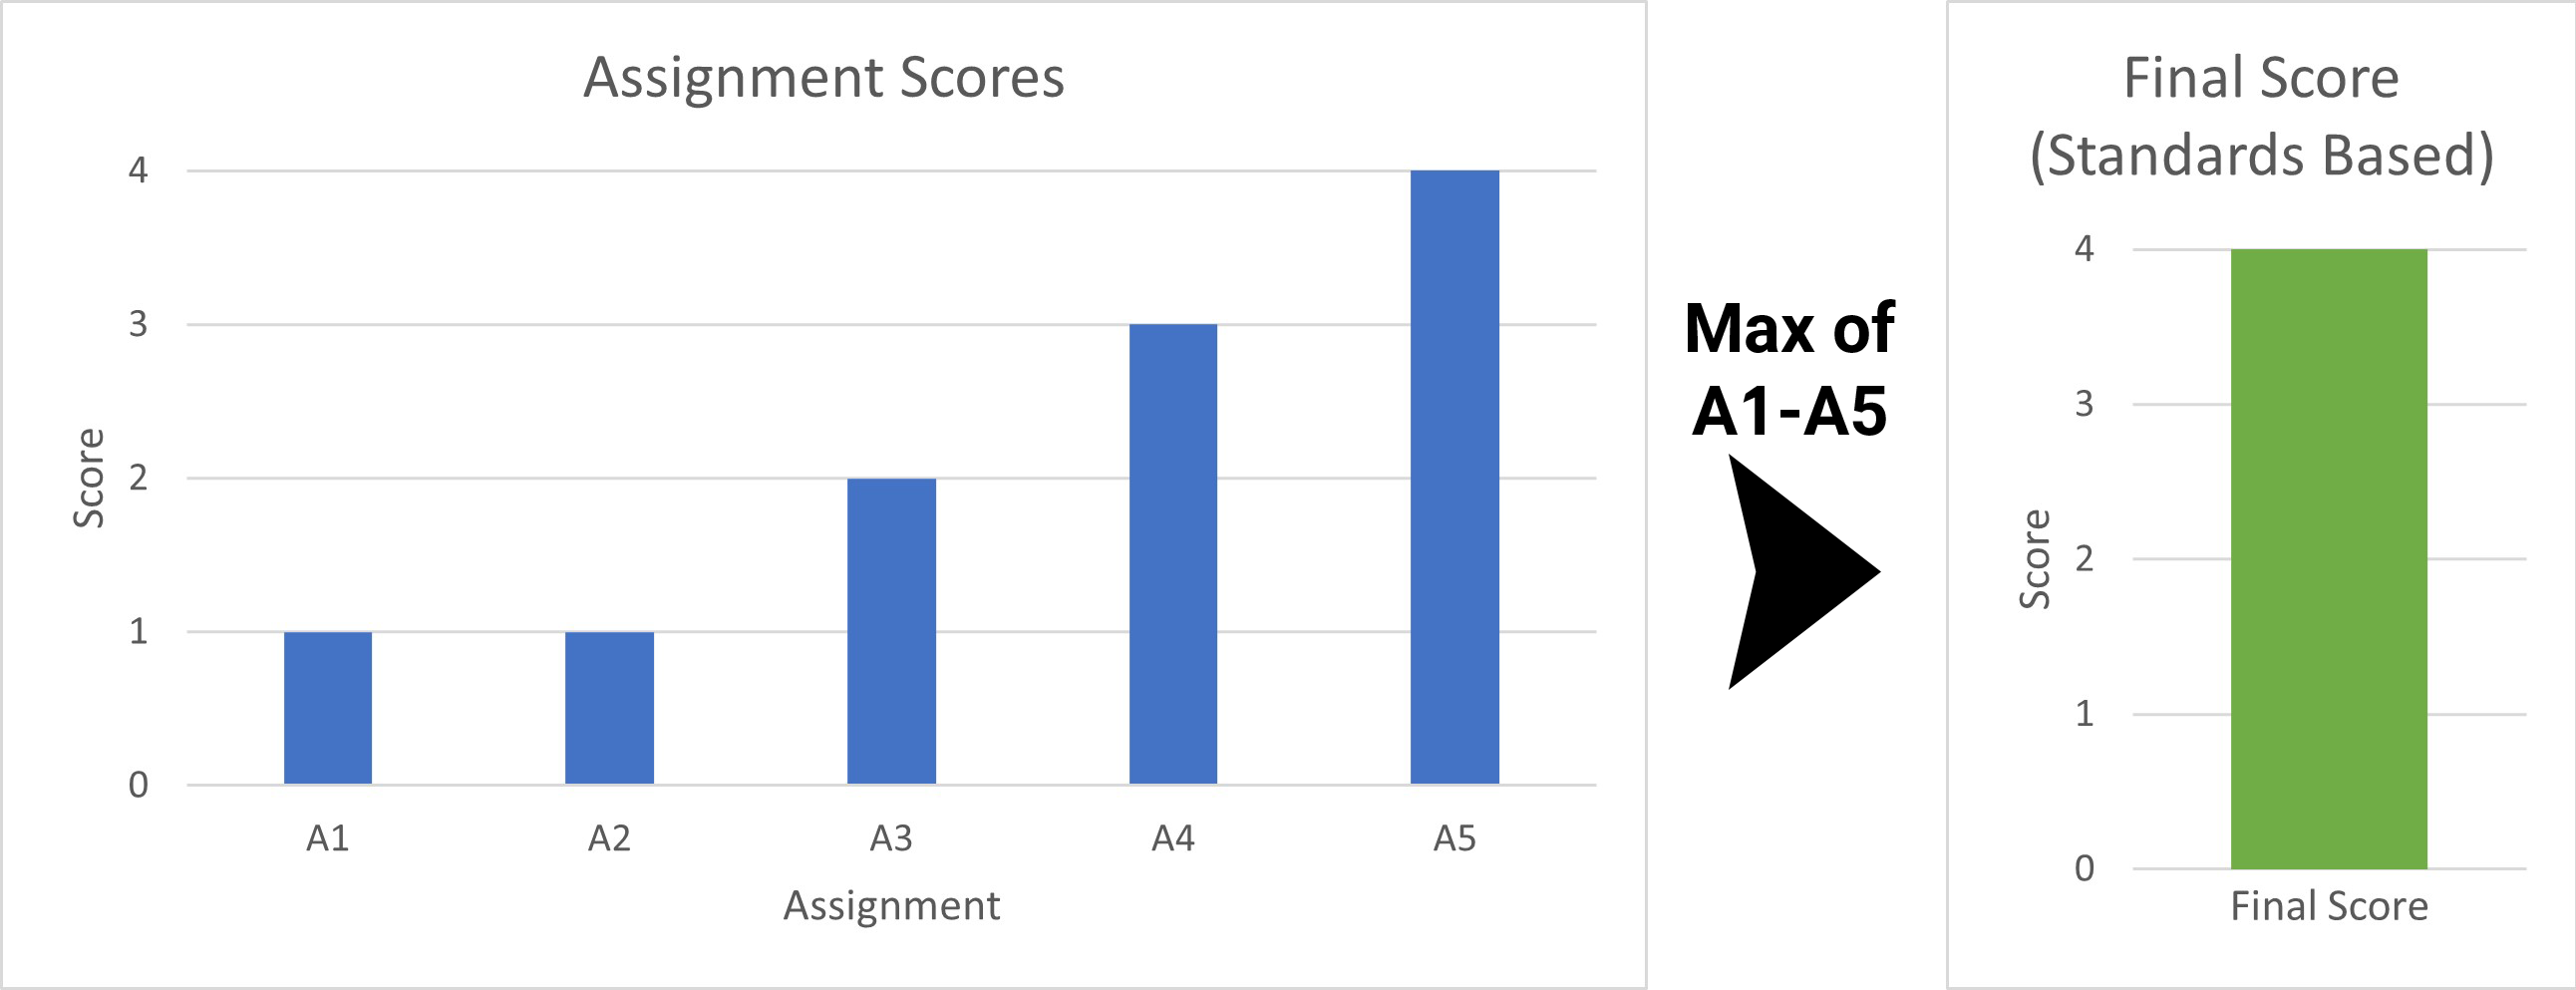 Assignment Scores
4
3
2
1
0
Score
A1 A2 A3 A4 A5
Assignment
Max of
A1-A5
Final Score
(Standards Based)
4
3
2
1
0
Score
Final Score